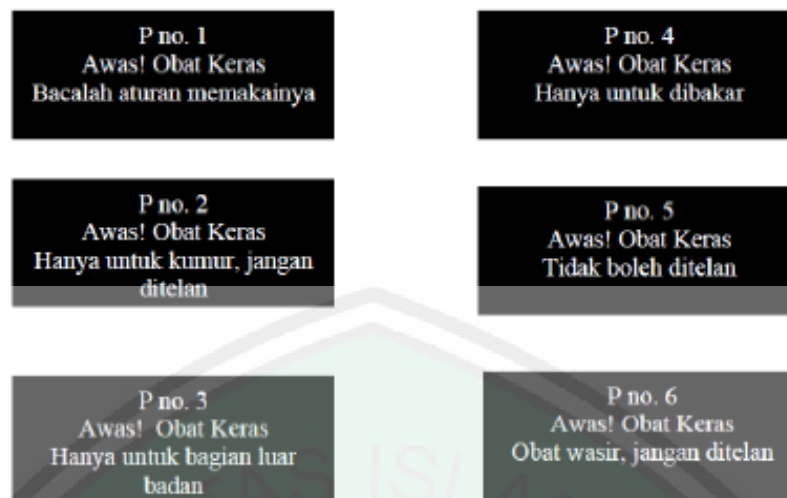 P no. 1
Awas! Obat Keras
Bacalah aturan memakainya
P no. 2
Awas! Obat Keras
Hanya untuk kumur, jangan
ditelan
P no. 3
Awas! Obat Keras
Hanya untuk bagian luar
badan
P no. 4
Awas! Obat Keras
Hanya untuk dibakar
P no. 5
Awas! Obat Keras
Tidak boleh ditelan
P no. 6
Awas! Obat Keras
Obat wasir, jangan ditelan